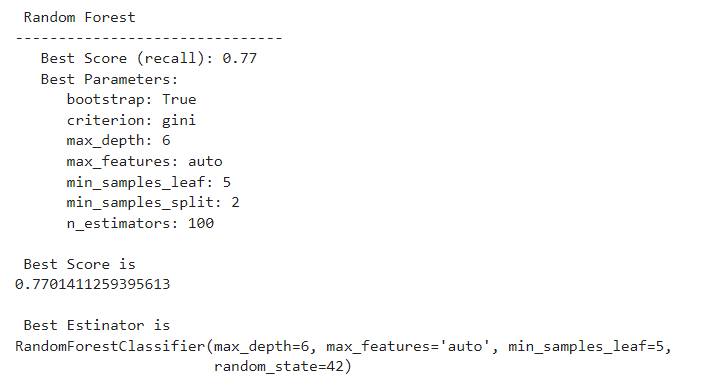 Random Forest
-------------------------------
Best Score (recall): 0.77
Best Parameters:
bootstrap: True
criterion: gini
max_depth: 6
max_features: auto
min_samples_leaf: 5
min_samples_split: 2
n_estimators: 100
Best Score is
0.7701411259395613
Best Estinator is
RandomForestClassifier(max_depth=6, max_features='auto', min_samples_leaf=5,
random_state=42)